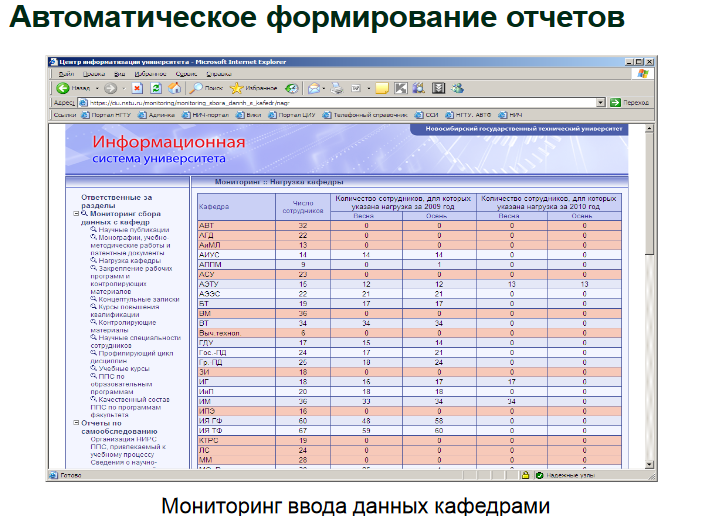 Автоматическое формирование отчетов
Центр информатизации университета - Microsoft Internet Explorer
Файл Правка Вид Избранное Сервис Справка
Назад Поиск Избранное
Адрес: https://diu.nstu.ru/monitoring/monitoring_sbora_dannh_s_kafedr/nagr Переход
Ссылки Портал НГТУ Админка НИЧ-портал Вики Портал ЦИУ Телефонный справочник ССИ НГТУ. АВТФ НИЧ
Новосибирский государственный технический университет
Информационная
система университета
Мониторинг :: Нагрузка кафедры
Ответственные за
разделы
Мониторинг сбора
данных с кафедр
Научные публикации
Монографии, учебно-
методические работы и
патентные документы
Нагрузка кафедры
Закрепление рабочих
программ и
контролирующих
материалов
Концептульные записки
Курсы повышения
квалификации
Контролирующие
материалы
Научные специальности
сотрудников
Профилирующий цикл
дисциплин
Учебные курсы
ППС по
образовательным
программам
Качественный состав
ППС по программам
факультета
Отчеты по
самообследованию
Организация НИРС
ППС, привлекаемый к
учебному процессу
Сведения о научно-
Кафедра Число сотрудников Количество сотрудников, для которых указана нагрузка за 2009 год Количество сотрудников, для которых указана нагрузка за 2010 год
Весна Осень Весна Осень
АВТ 32 0 0 0 0
АГД 22 0 0 0 0
АиМЛ 13 0 0 0 0
АИУС 14 14 14 0 0
АППМ 9 0 1 0 0
АСУ 23 0 0 0 0
АЭТУ 15 12 12 13 13
АЭЭС 22 21 21 0 0
БТ 19 17 17 0 0
ВМ 36 0 0 0 0
ВТ 34 34 34 0 0
Выч.технол. 6 0 0 0 0
ГДУ 17 15 14 0 0
Гос.-ПД 24 17 21 0 0
Гр. ПД 25 18 24 0 0
ЗИ 18 0 0 0 0
ИГ 18 16 17 17 0
ИиП 20 18 18 0 0
ИМ 36 33 34 34 0
ИПЭ 16 0 0 0 0
ИЯ ГФ 60 48 58 0 0
ИЯ ТФ 67 59 60 0 0
КТРС 19 0 0 0 0
ЛС 24 0 0 0 0
ММ 28 0 0 0 0
Готово Надежные узлы
Мониторинг ввода данных кафедрами